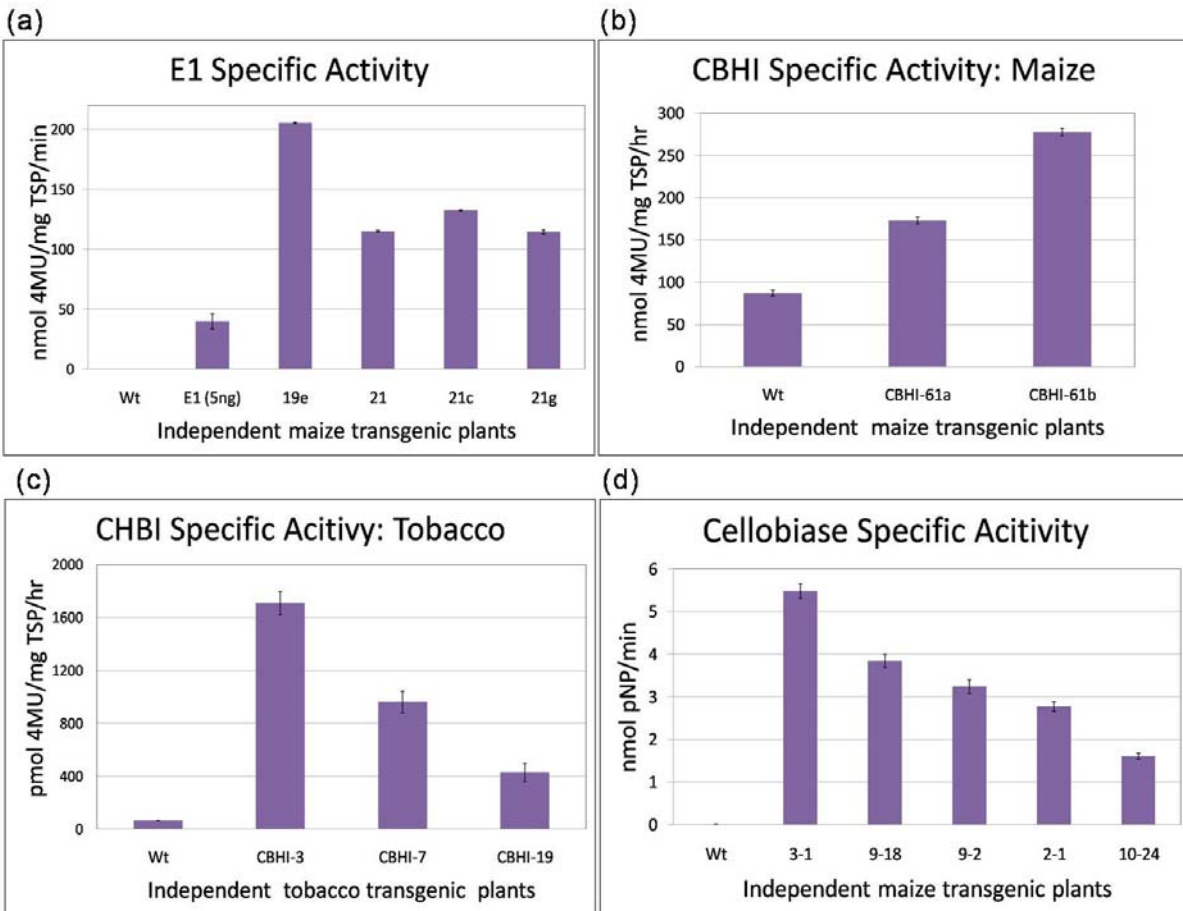 (a)
E1 Specific Activity
nmol 4MU/mg TSP/min
200
150
100
50
0
Wt E1 (5ng) 19e 21 21c 21g
Independent maize transgenic plants
(b)
CBHI Specific Activity: Maize
nmol 4MU/mg TSP/hr
300
250
200
150
100
50
0
Wt CBHI-61a CBHI-61b
Independent maize transgenic plants
(c)
CHBI Specific Acitivy: Tobacco
pmol 4MU/mg TSP/hr
2000
1600
1200
800
400
0
Wt CBHI-3 CBHI-7 CBHI-19
Independent tobacco transgenic plants
(d)
Cellobiase Specific Acitivity
nmol pNP/min
6
5
4
3
2
1
0
Wt 3-1 9-18 9-2 2-1 10-24
Independent maize transgenic plants